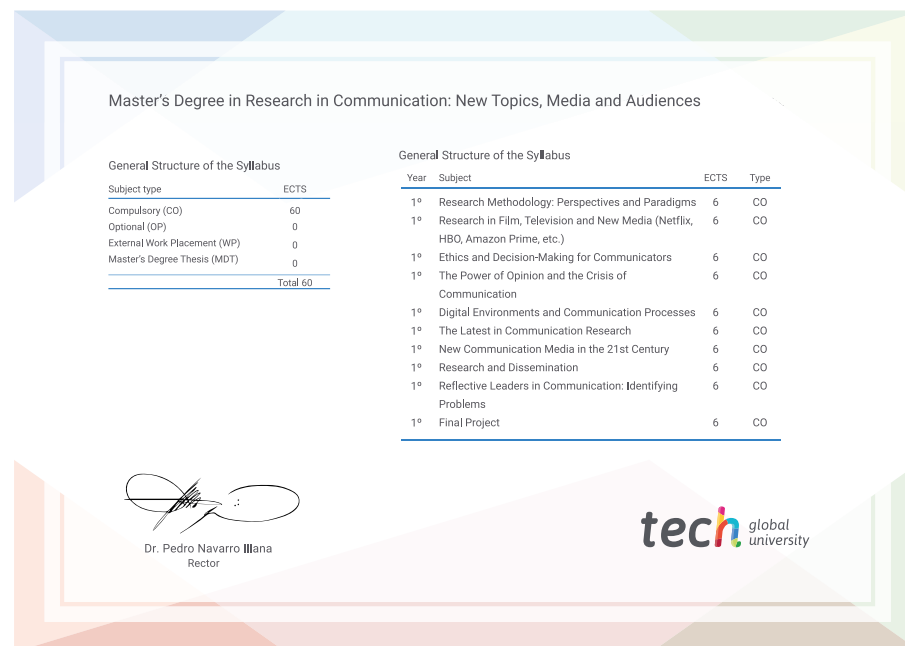 Master's Degree in Research in Communication: New Topics, Media and Audiences
General Structure of the Syllabus
Subject type ECTS
Compulsory (CO) 60
Optional (OP) 0
External Work Placement (WP) 0
Master's Degree Thesis (MDT) 0
Total 60
General Structure of the Syllabus
Year Subject ECTS Type
1º Research Methodology: Perspectives and Paradigms 6 CO
1º Research in Film, Television and New Media (Netflix, 6 CO
HBO, Amazon Prime, etc.)
1º Ethics and Decision-Making for Communicators 6 CO
1º The Power of Opinion and the Crisis of 6 CO
Communication
1º Digital Environments and Communication Processes 6 CO
1º The Latest in Communication Research 6 CO
1º New Communication Media in the 21st Century 6 CO
1º Research and Dissemination 6 CO
1º Reflective Leaders in Communication: Identifying 6 CO
Problems
1º Final Project 6 CO
Dr. Pedro Navarro Illana
Rector
tech global
university